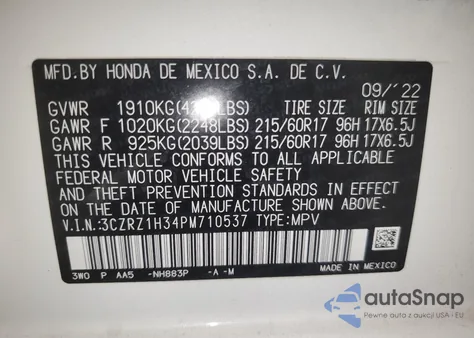 MFD.BY HONDA DE MEXICO S.A. DE C.V.
09/'22
GVWR 1910KG( LBS) TIRE SIZE RIM SIZE
GAWR F 1020KG(2248LBS) 215/60R17 96H 17X6.5J
GAWR R 925KG(2039LBS) 215/60R17 96H 17X6.5J
THIS VEHICLE CONFORMS TO ALL APPLICABLE
FEDERAL MOTOR VEHICLE SAFETY
AND THEFT PREVENTION STANDARDS IN EFFECT
ON THE DATE OF MANUFACTURE SHOWN ABOVE.
V.I.N.:3CZRZ1H34PM710537 TYPE:MPV
3WO P AA5 -NH883P -A-M
MADE IN MEXICO
autoSnap
Pewne auta z aukcji USA - EU